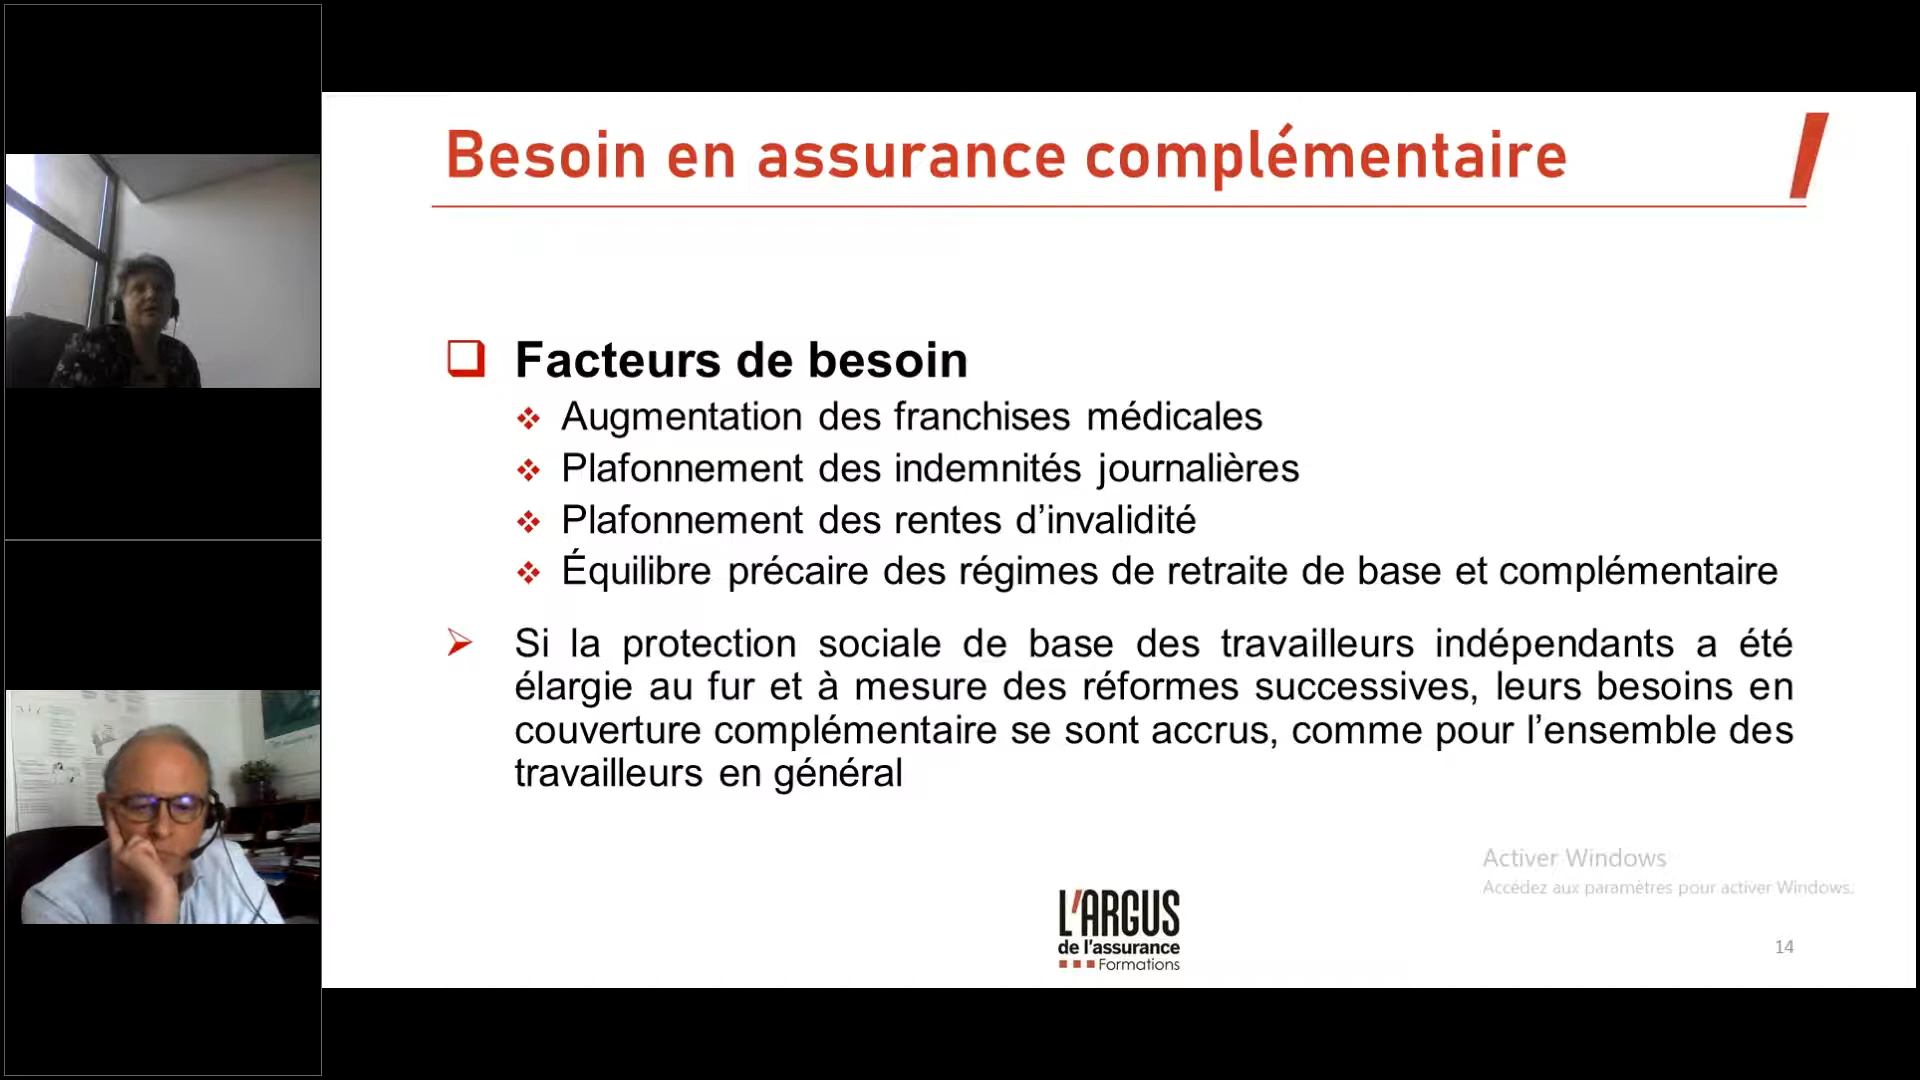 Besoin en assurance complémentaire
Facteurs de besoin
Augmentation des franchises médicales
Plafonnement des indemnités journalières
Plafonnement des rentes d’invalidité
Équilibre précaire des régimes de retraite de base et complémentaire
Si la protection sociale de base des travailleurs indépendants a été
élargie au fur et à mesure des réformes successives, leurs besoins en
couverture complémentaire se sont accrus, comme pour l’ensemble des
travailleurs en général
Activer Windows
Accédez aux paramètres pour activer Windows.
L'ARGUS
de l'assurance
Formations
14